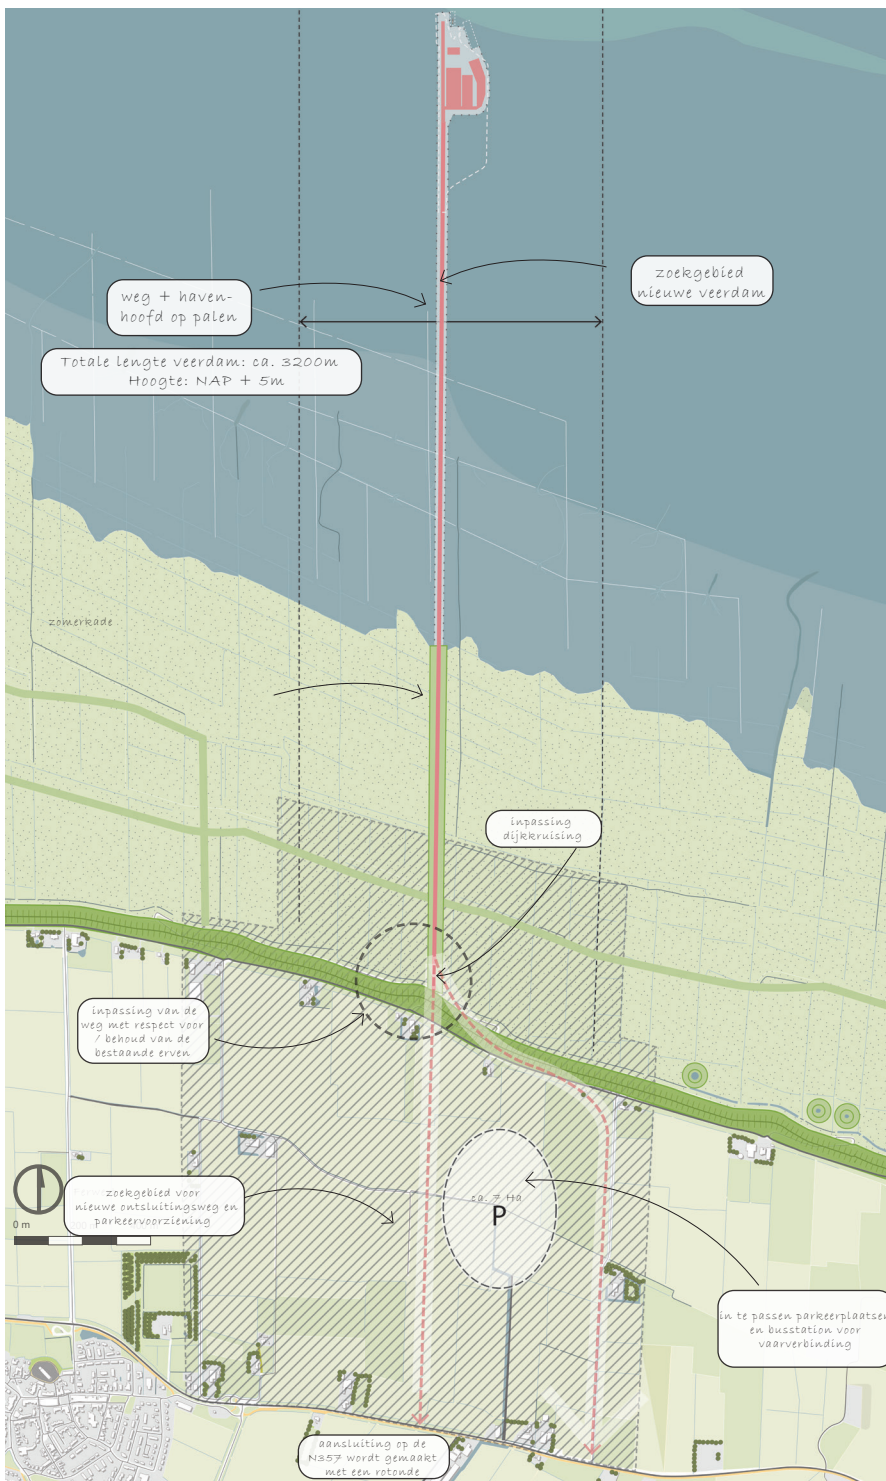 zoekgebied
nieuwe veerdam
weg + haven-
hoofd op palen
Totale lengte veerdam: ca. 3200m
Hoogte: NAP + 5m
zomerkade
inpassing
dijkkruising
inpassing van de
weg met respect voor
/ behoud van de
bestaande erven
zoekgebied voor
nieuwe ontsluitingsweg en
parkeervoorziening
ca. 7 Ha
P
0 m
in te passen parkeerplaatsen
en busstation voor
vaarverbinding
aansluiting op de
N357 wordt gemaakt
met een rotonde